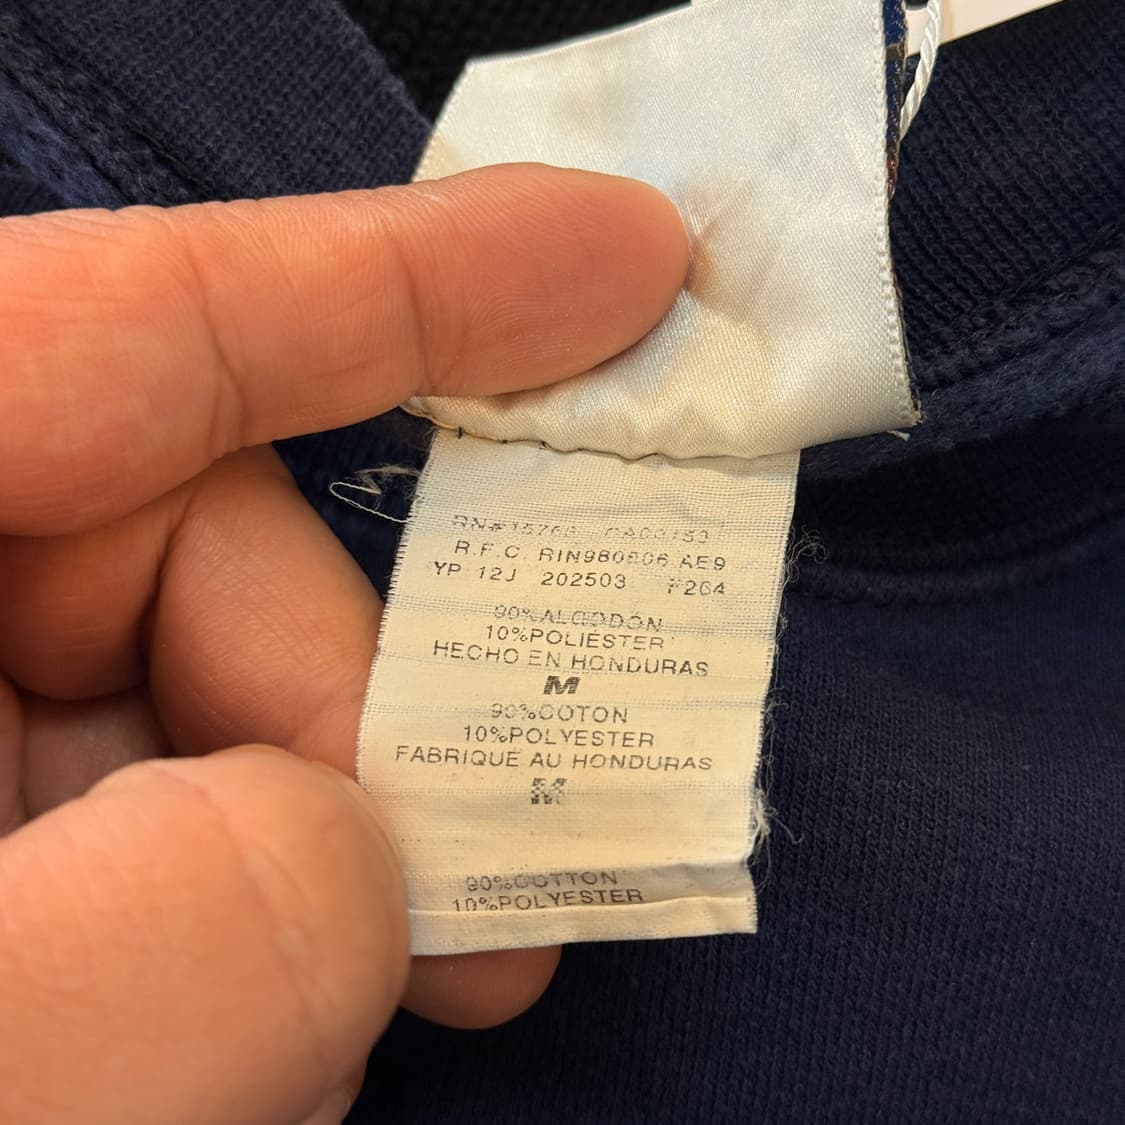 R.F.C. RIN980806 AE9
YP 12J 202503 F264
90%ALGODÓN
10%POLIÉSTER
HECHO EN HONDURAS
M
90%COTON
10%POLYESTER
FABRIQUÉ AU HONDURAS
M
90%COTTON
10%POLYESTER